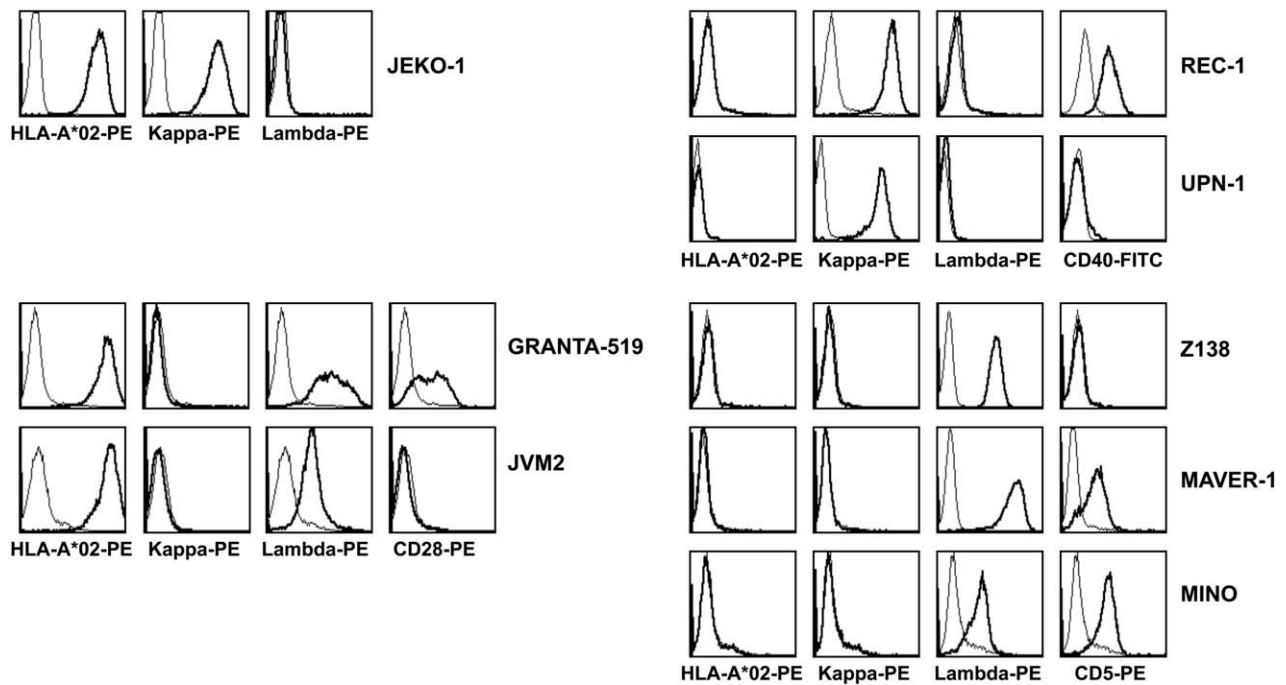 JEKO-1
HLA-A*02-PE Kappa-PE Lambda-PE
REC-1
UPN-1
HLA-A*02-PE Kappa-PE Lambda-PE CD40-FITC
GRANTA-519
JVM2
HLA-A*02-PE Kappa-PE Lambda-PE CD28-PE
Z138
MAVER-1
MINO
HLA-A*02-PE Kappa-PE Lambda-PE CD5-PE